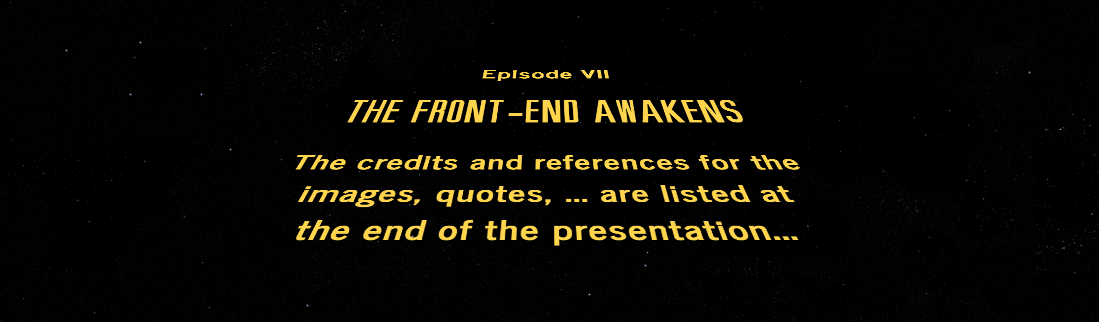 Episode VII
THE FRONT-END AWAKENS
The credits and references for the
images, quotes, ... are listed at
the end of the presentation...